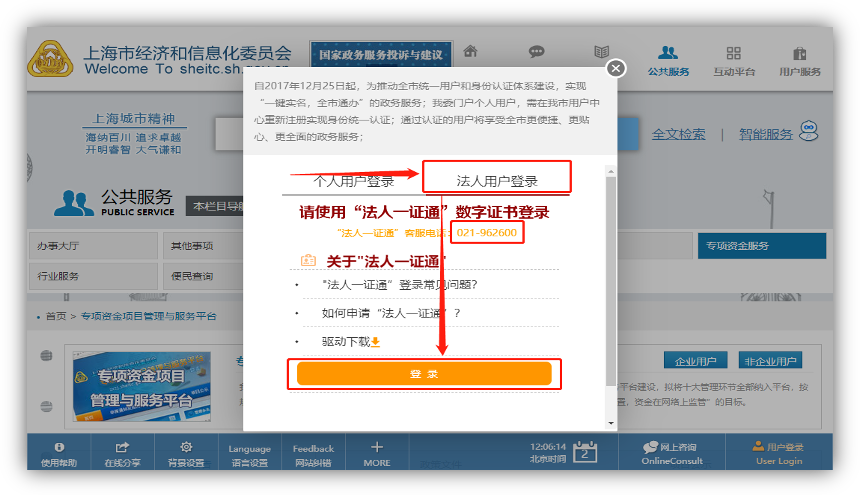 上海市经济和信息化委员会
Welcome To sheitc.sh.gov.cn
国家政务服务投诉与建议
公共服务
互动平台
用户服务
自2017年12月25日起，为推动全市统一用户和身份认证体系建设，实现
“一键实名，全市通办”的政务服务；我委门户个人用户，需在我市用户中
心重新注册实现身份统一认证；通过认证的用户将享受全市更便捷、更贴
心、更全面的政务服务；
上海城市精神
海纳百川 追求卓越
开明睿智 大气谦和
全文检索 | 智能服务
公共服务
PUBLIC SERVICE
本栏目导航
个人用户登录
法人用户登录
请使用“法人一证通”数字证书登录
“法人一证通”客服电话：021-962600
办事大厅
其他事项
专项资金服务
行业服务
便民查询
关于"法人一证通"
• "法人一证通"登录常见问题？
• 如何申请“法人一证通”？
• 驱动下载
登 录
• 首页 > 专项资金项目管理与服务平台
专项资金项目
管理与服务平台
企业用户
非企业用户
平台建设，拟将十大管理环节全部纳入平台，按
置，资金在网络上监管”的目标。
使用帮助
在线分享
背景设置
Language
语言设置
Feedback
网站纠错
MORE
12:06:14
北京时间
2
网上咨询
OnlineConsult
用户登录
User Login